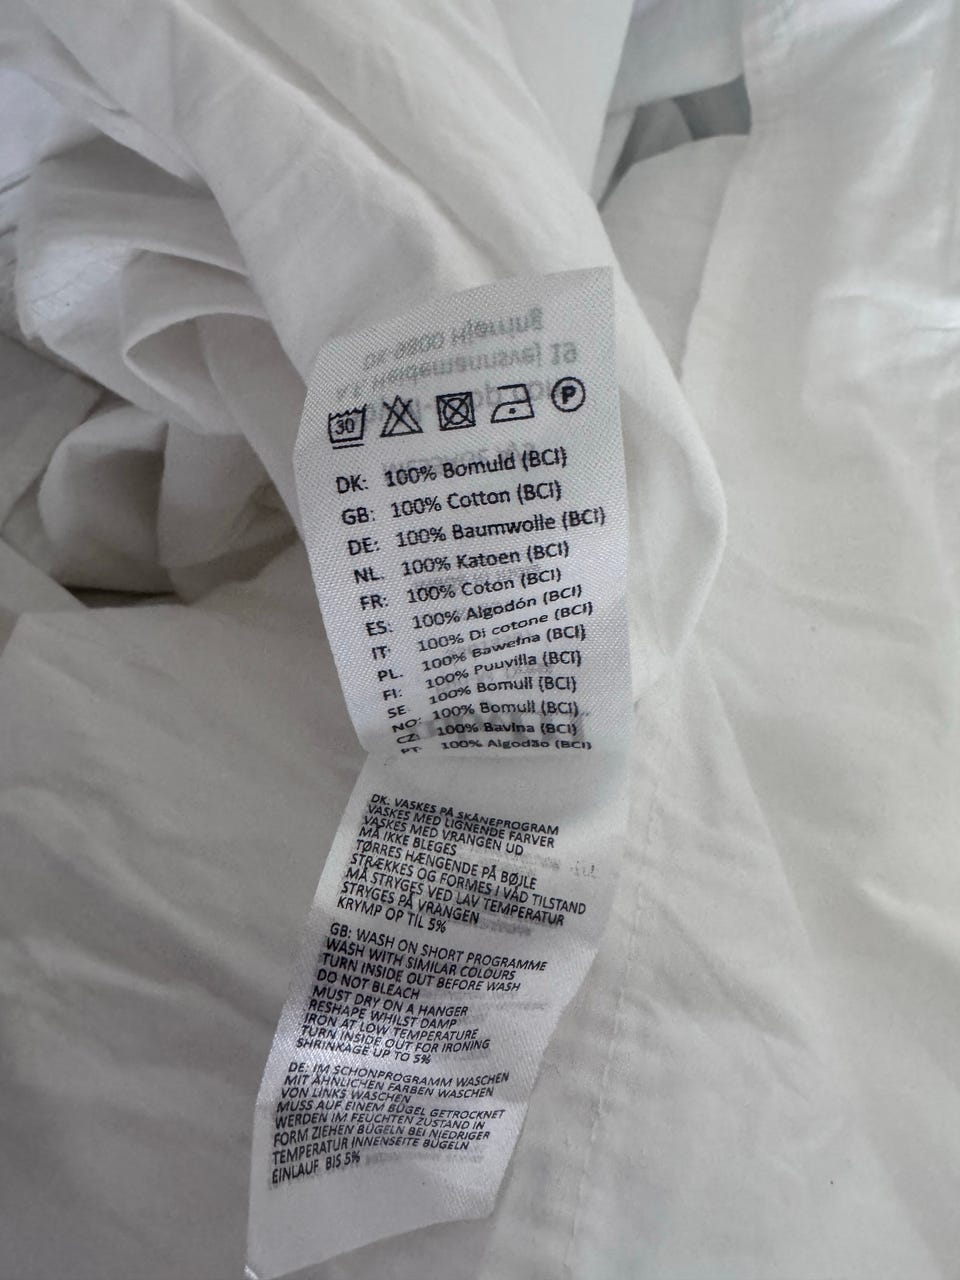 30 P
DK: 100% Bomuld (BCI)
GB: 100% Cotton (BCI)
DE: 100% Baumwolle (BCI)
NL: 100% Katoen (BCI)
FR: 100% Coton (BCI)
ES: 100% Algodón (BCI)
IT: 100% Di cotone (BCI)
PL: 100% Bawełna (BCI)
FI: 100% Puuvilla (BCI)
SE: 100% Bomull (BCI)
NO: 100% Bomull (BCI)
CZ: 100% Bavlna (BCI)
PT: 100% Algodão (BCI)
DK: VASKES PÅ SKÅNEPROGRAM
VASKES MED LIGNENDE FARVER
VASKES MED VRANGEN UD
MÅ IKKE BLEGES
TØRRES HÆNGENDE PÅ BØJLE
STRÆKKES OG FORMES I VÅD TILSTAND
MÅ STRYGES VED LAV TEMPERATUR
STRYGES PÅ VRANGEN
KRYMP OP TIL 5%
GB: WASH ON SHORT PROGRAMME
WASH WITH SIMILAR COLOURS
TURN INSIDE OUT BEFORE WASH
DO NOT BLEACH
MUST DRY ON A HANGER
RESHAPE WHILST DAMP
IRON AT LOW TEMPERATURE
TURN INSIDE OUT FOR IRONING
SHRINKAGE UP TO 5%
DE: IM SCHONPROGRAMM WASCHEN
MIT ÄHNLICHEN FARBEN WASCHEN
VON LINKS WASCHEN
MUSS AUF EINEM BÜGEL GETROCKNET
WERDEN IM FEUCHTEN ZUSTAND IN
FORM ZIEHEN BÜGELN BEI NIEDRIGER
TEMPERATUR INNENSEITE BÜGELN
EINLAUF BIS 5%